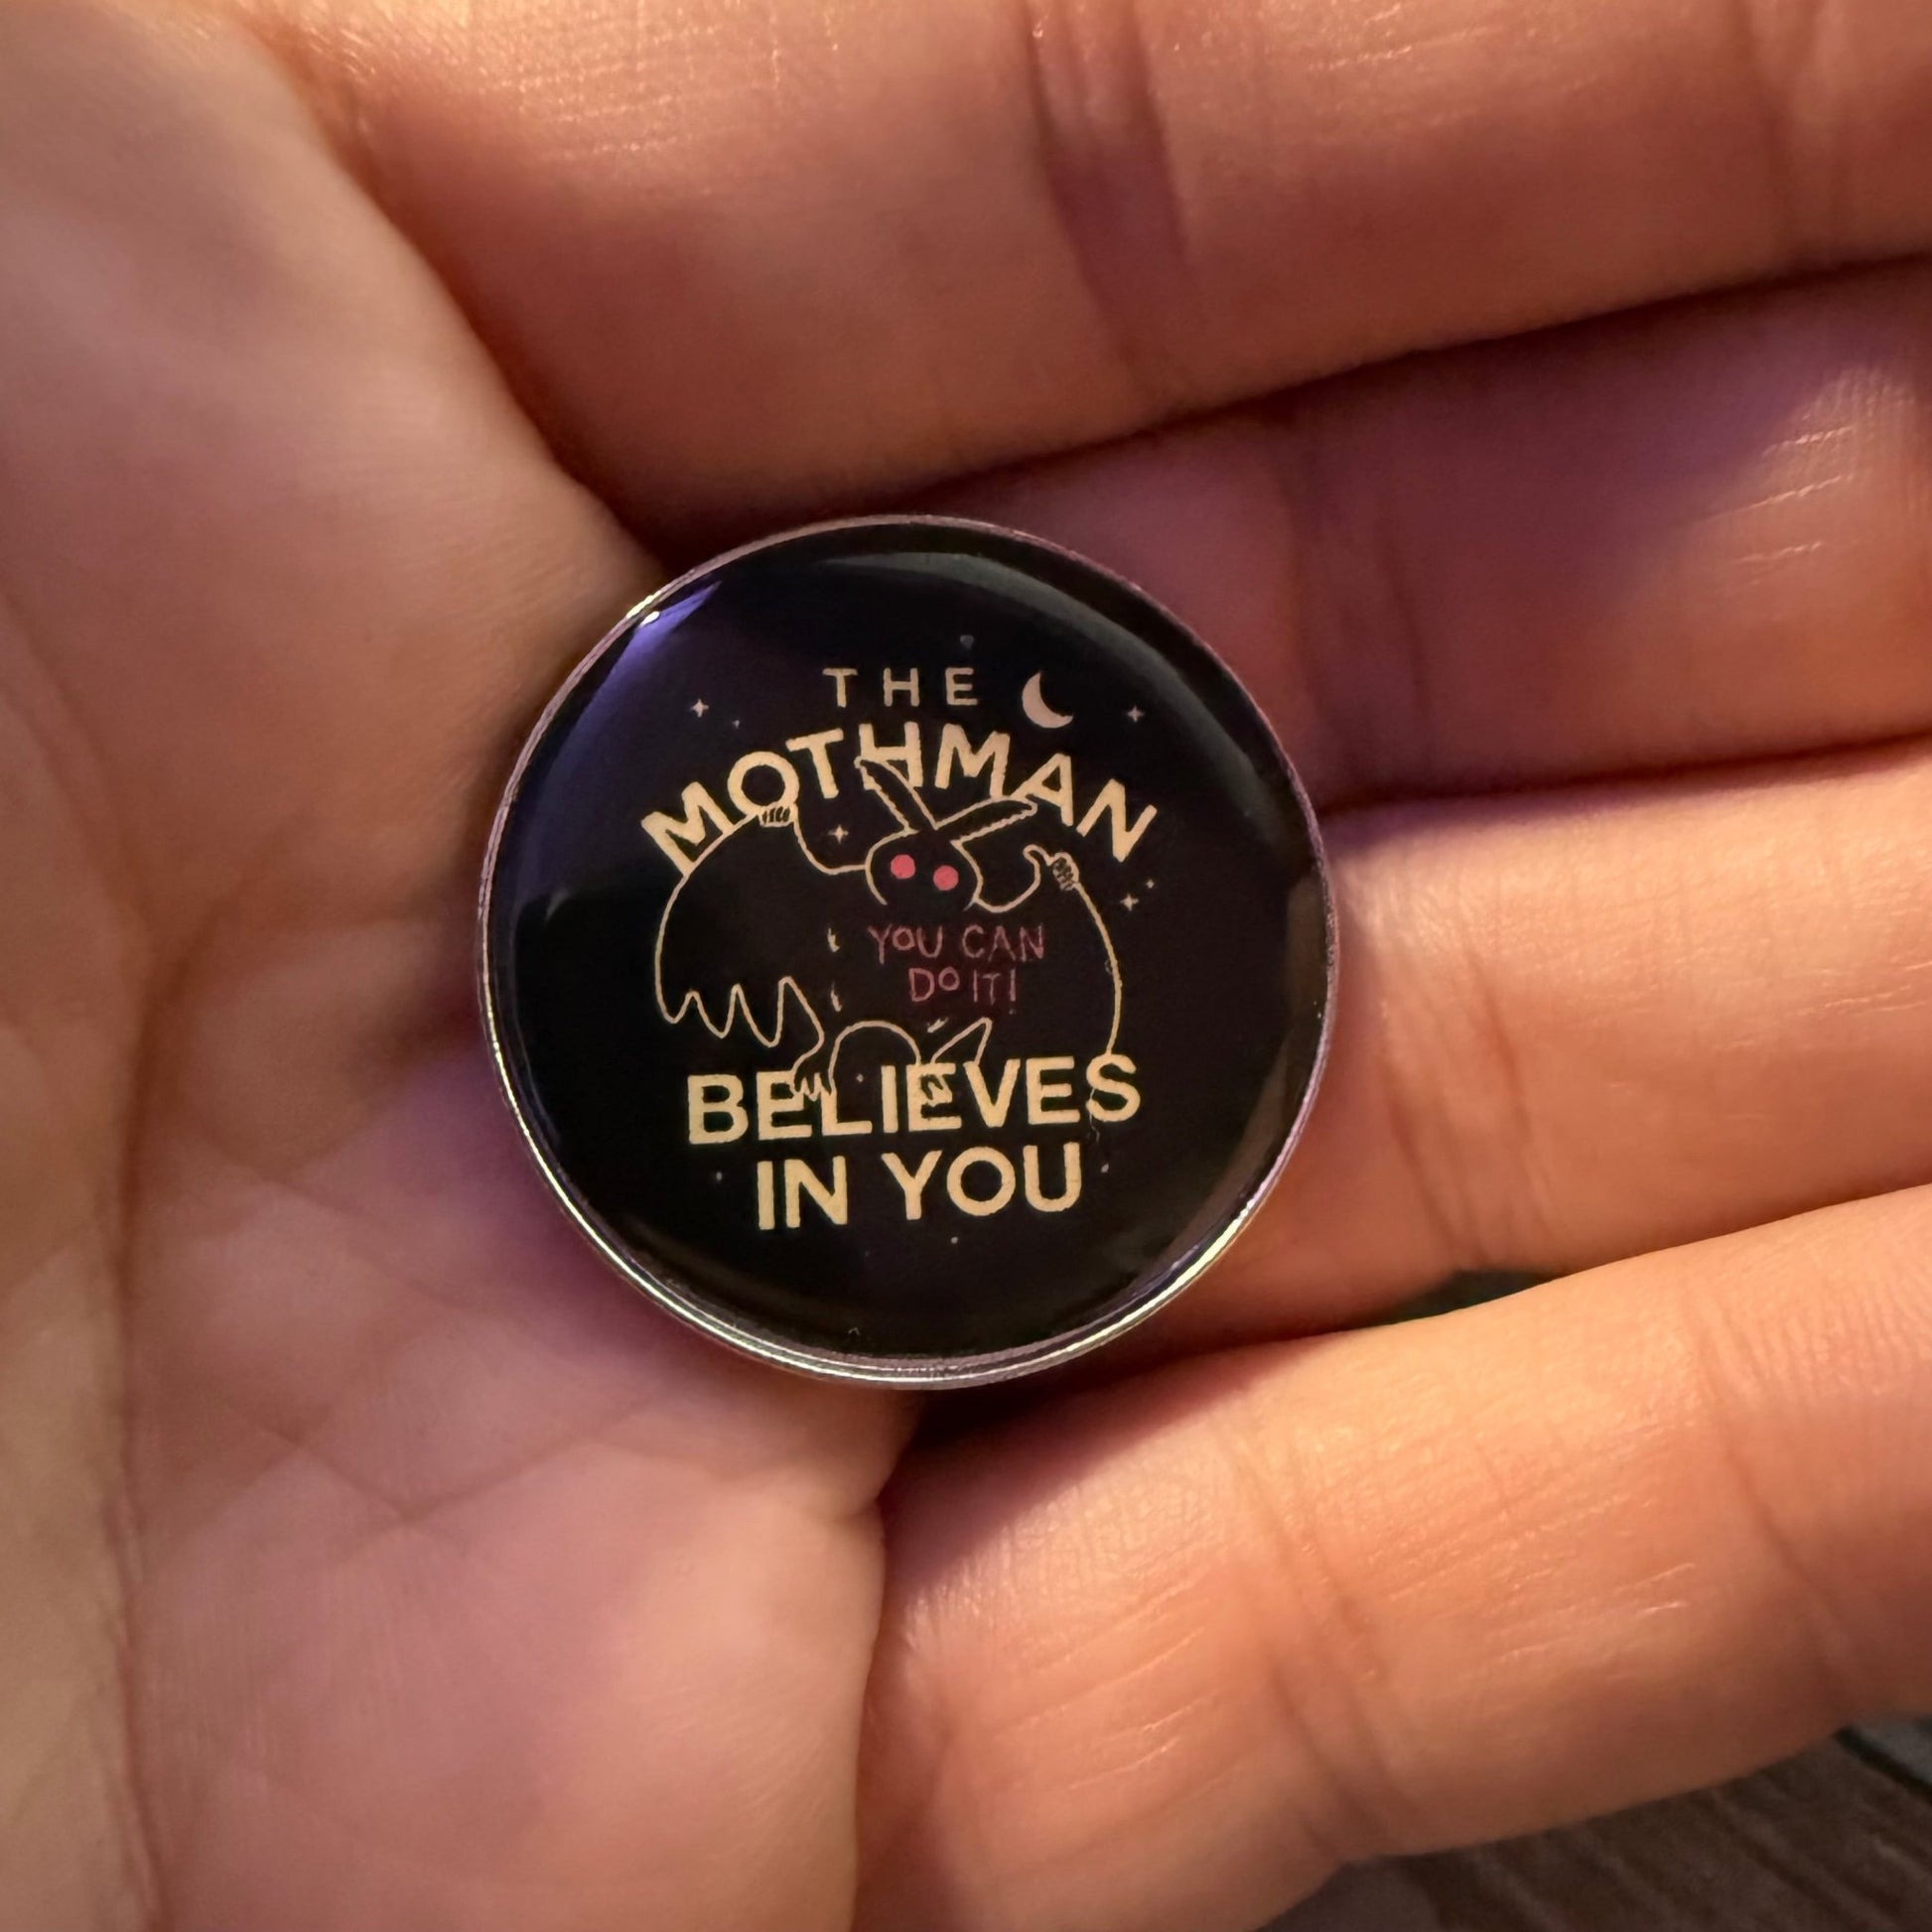 THE
MOTHMAN
YOU CAN
DO IT!
BELIEVES
IN YOU